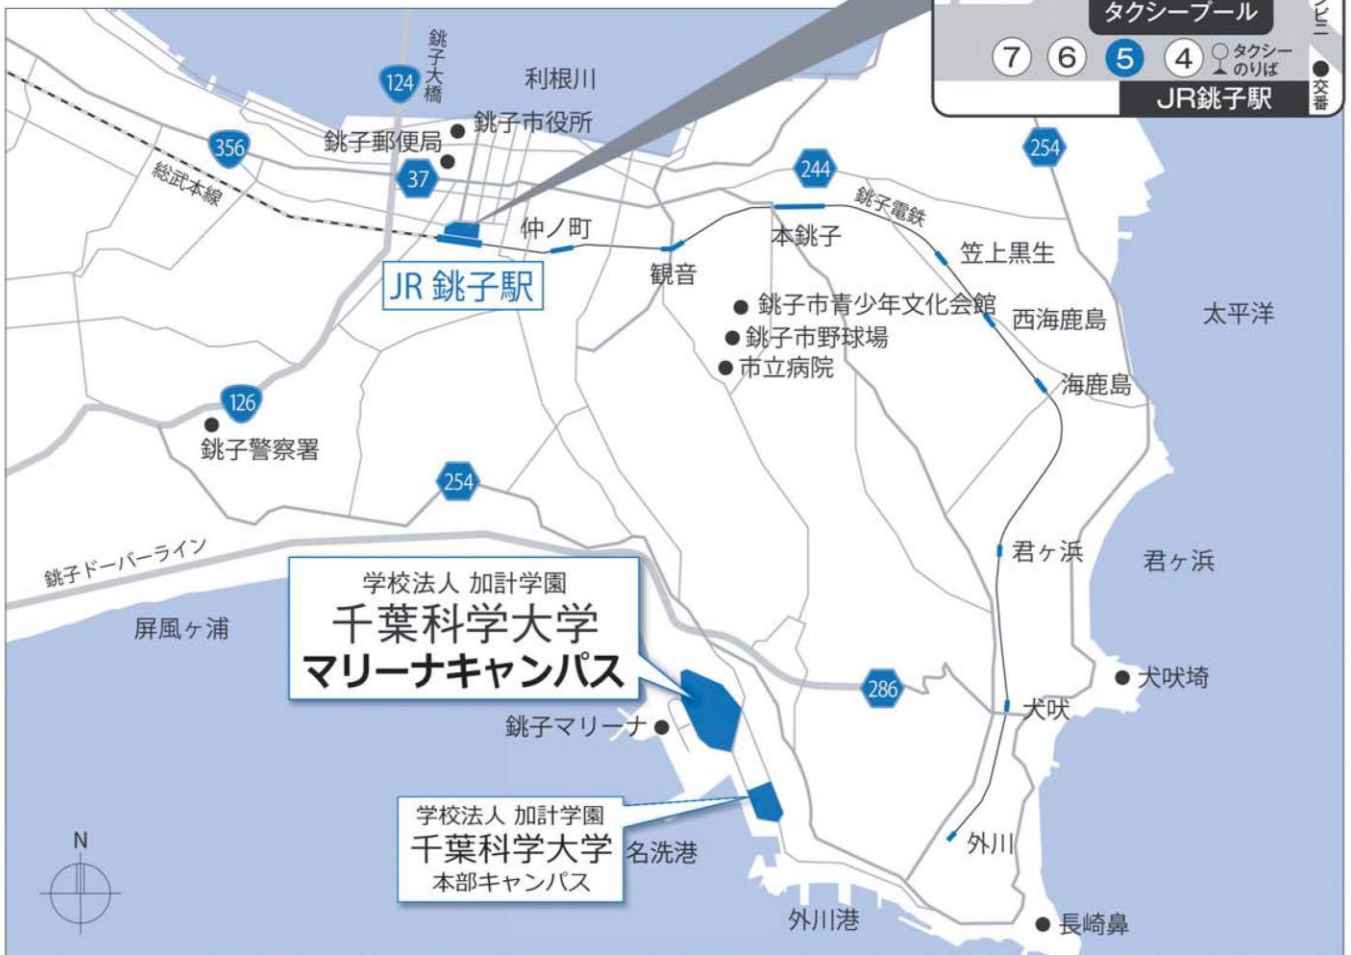 タクシープール
⑦
⑥
⑤
④
タクシー
のりば
交番
JR銚子駅
124
銚子大橋
利根川
銚子市役所
銚子郵便局
356
37
総武本線
254
244
銚子電鉄
仲ノ町
本銚子
観音
笠上黒生
JR 銚子駅
銚子市青少年文化会館
西海鹿島
太平洋
銚子市野球場
市立病院
海鹿島
126
銚子警察署
254
銚子ドーバーライン
君ヶ浜
君ヶ浜
学校法人 加計学園
千葉科学大学
マリーナキャンパス
屏風ヶ浦
286
犬吠埼
犬吠
銚子マリーナ
学校法人 加計学園
千葉科学大学
本部キャンパス
名洗港
外川
N
外川港
長崎鼻